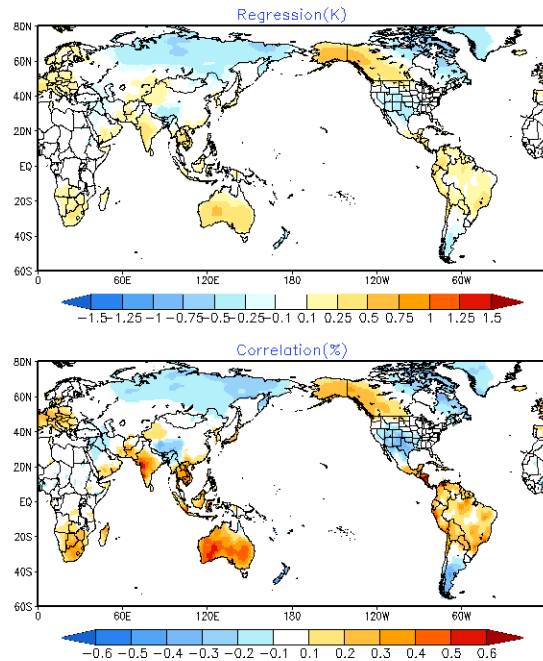 Regression(K)
80N
60N
40N
20N
EQ
20S
40S
60S
0 60E 120E 180 120W 60W
−1.5−1.25 −1 −0.75−0.5−0.25−0.1 0.1 0.25 0.5 0.75 1 1.25 1.5
Correlation(%)
80N
60N
40N
20N
EQ
20S
40S
60S
0 60E 120E 180 120W 60W
−0.6 −0.5 −0.4 −0.3 −0.2 −0.1 0.1 0.2 0.3 0.4 0.5 0.6